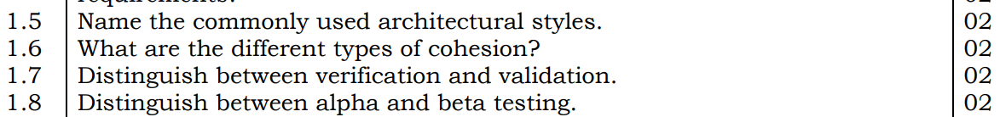 requirements.
1.5 Name the commonly used architectural styles. 02
1.6 What are the different types of cohesion? 02
1.7 Distinguish between verification and validation. 02
1.8 Distinguish between alpha and beta testing. 02